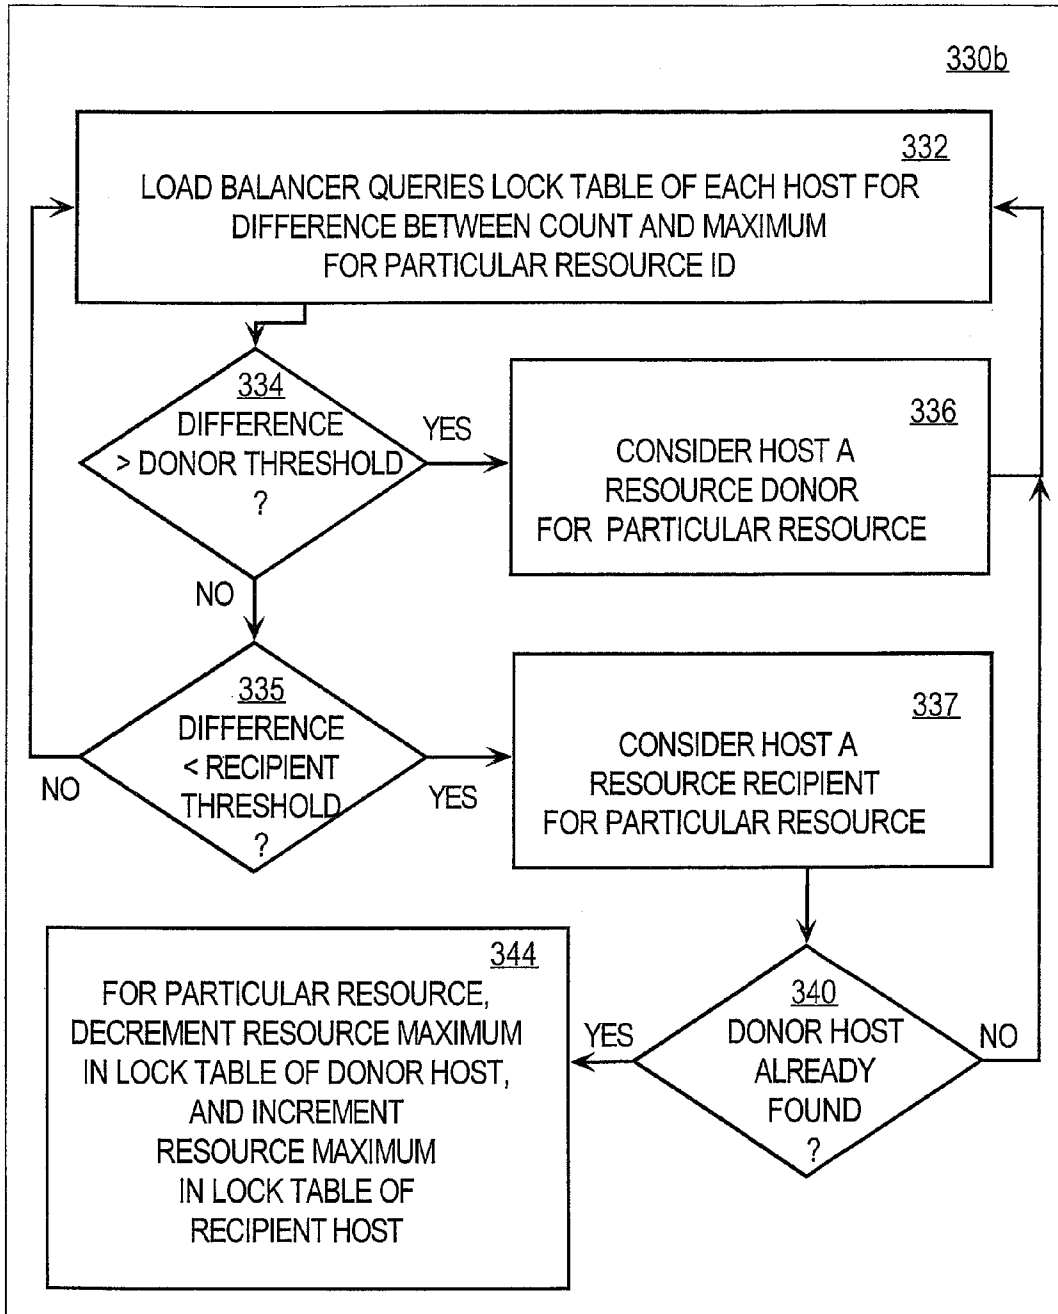 330b
332
LOAD BALANCER QUERIES LOCK TABLE OF EACH HOST FOR
DIFFERENCE BETWEEN COUNT AND MAXIMUM
FOR PARTICULAR RESOURCE ID
334
DIFFERENCE
> DONOR THRESHOLD
?
YES
NO
336
CONSIDER HOST A
RESOURCE DONOR
FOR PARTICULAR RESOURCE
335
DIFFERENCE
< RECIPIENT
THRESHOLD
?
NO
YES
337
CONSIDER HOST A
RESOURCE RECIPIENT
FOR PARTICULAR RESOURCE
340
DONOR HOST
ALREADY
FOUND
?
YES
NO
344
FOR PARTICULAR RESOURCE,
DECREMENT RESOURCE MAXIMUM
IN LOCK TABLE OF DONOR HOST,
AND INCREMENT
RESOURCE MAXIMUM
IN LOCK TABLE OF
RECIPIENT HOST